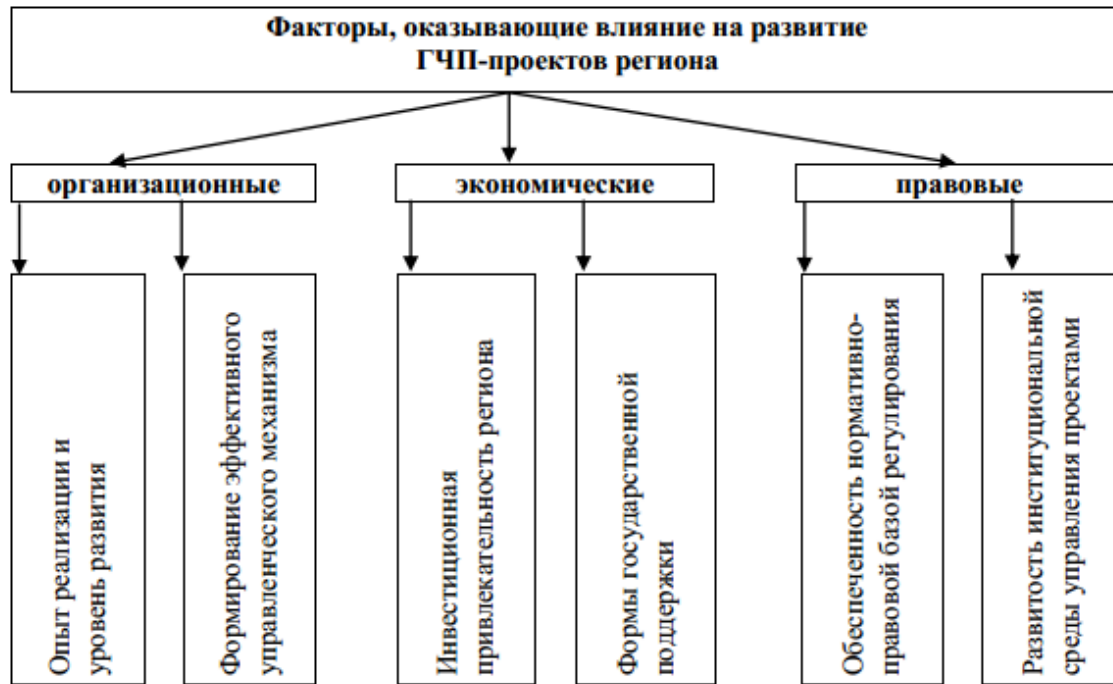 Факторы, оказывающие влияние на развитие
ГЧП-проектов региона
организационные
экономические
правовые
Опыт реализации и
уровень развития
Формирование эффективного
управленческого механизма
Инвестиционная
привлекательность региона
Формы государственной
поддержки
Обеспеченность нормативно-
правовой базой регулирования
Развитость институциональной
среды управления проектами